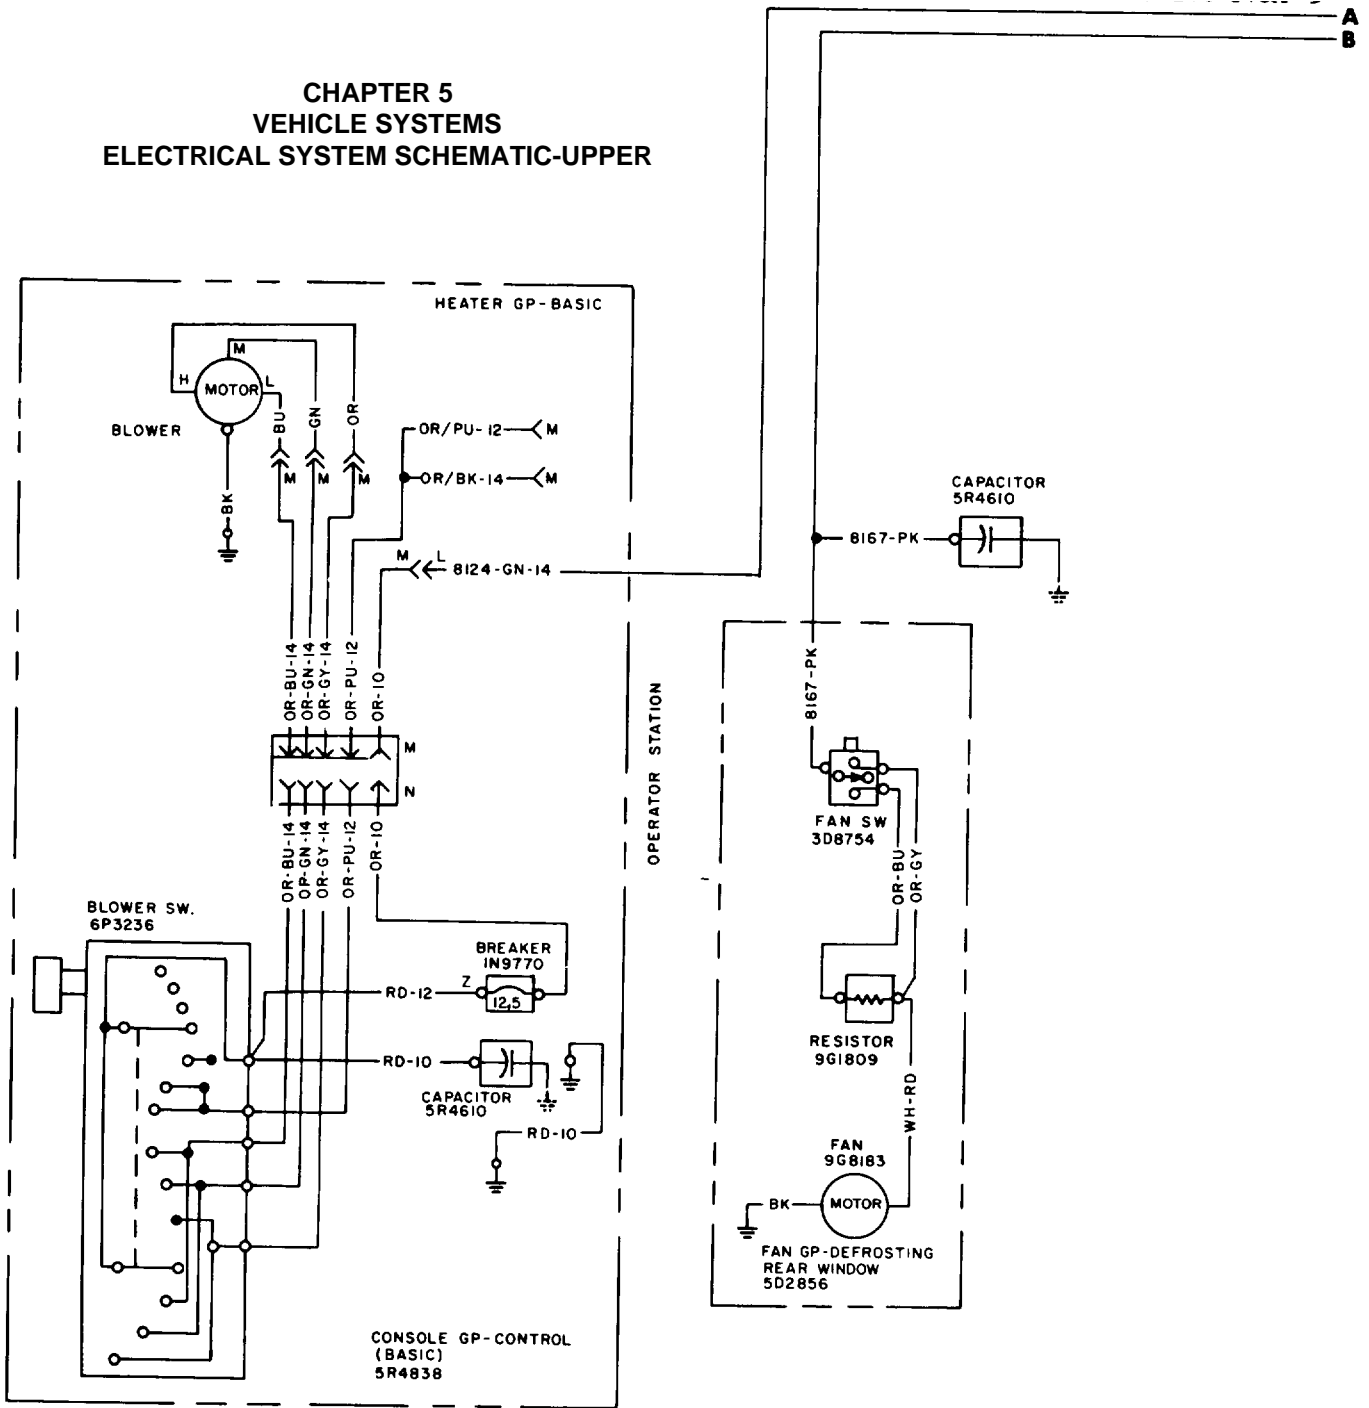 A
B
CHAPTER 5
VEHICLE SYSTEMS
ELECTRICAL SYSTEM SCHEMATIC-UPPER
HEATER GP-BASIC
M
H
MOTOR
L
BLOWER
BU
GN
OR
BK
M
M
M
OR/PU-12
M
OR/BK-14
M
M
L
8124-GN-14
OR-BU-14
OR-GN-14
OR-GY-14
OR-PU-12
OR-10
M
N
OR-BU-14
OP-GN-14
OR-GY-14
OR-PU-12
OR-10
OPERATOR STATION
BLOWER SW.
6P3236
BREAKER
1N9770
Z
12,5
RD-12
RD-10
CAPACITOR
5R4610
RD-10
CONSOLE GP-CONTROL
(BASIC)
5R4838
CAPACITOR
5R4610
8167-PK
8167-PK
FAN SW
3D8754
OR-BU
OR-GY
RESISTOR
9G1809
WH-RD
FAN
9G8183
MOTOR
BK
FAN GP-DEFROSTING
REAR WINDOW
5D2856